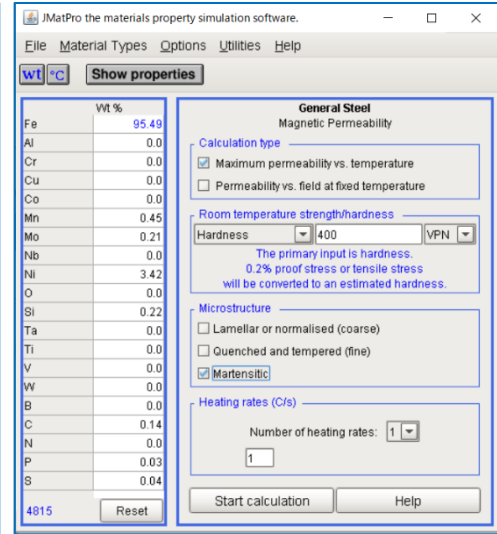 JMatPro the materials property simulation software.
File Material Types Options Utilities Help
wt °C Show properties
Wt %
Fe 95.49
Al 0.0
Cr 0.0
Cu 0.0
Co 0.0
Mn 0.45
Mo 0.21
Nb 0.0
Ni 3.42
O 0.0
Si 0.22
Ta 0.0
Ti 0.0
V 0.0
W 0.0
B 0.0
C 0.14
N 0.0
P 0.03
S 0.04
4815 Reset
General Steel
Magnetic Permeability
Calculation type
Maximum permeability vs. temperature
Permeability vs. field at fixed temperature
Room temperature strength/hardness
Hardness 400 VPN
The primary input is hardness.
0.2% proof stress or tensile stress
will be converted to an estimated hardness.
Microstructure
Lamellar or normalised (coarse)
Quenched and tempered (fine)
Martensitic
Heating rates (C/s)
Number of heating rates: 1
1
Start calculation Help